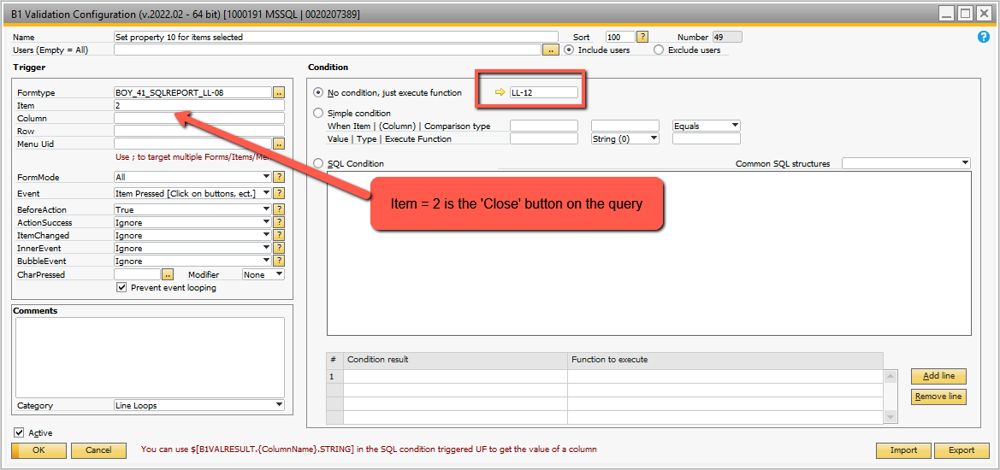 B1 Validation Configuration (v.2022.02 - 64 bit) [1000191 MSSQL | 0020207389]
Name Set property 10 for items selected Sort 100 ? Number 49 ?
Users (Empty = All) .. Include users Exclude users
Trigger
Formtype BOY_41_SQLREPORT_LL-08 ..
Item 2
Column
Row
Menu Uid ..
Use ; to target multiple Forms/Items/Men
FormMode All ?
Event Item Pressed [Click on buttons, ect.] ?
BeforeAction True ?
ActionSuccess Ignore ?
ItemChanged Ignore ?
InnerEvent Ignore ?
BubbleEvent Ignore ?
CharPressed .. Modifier None
Prevent event looping
Comments
Category Line Loops
Condition
No condition, just execute function LL-12
Simple condition
When Item | (Column) | Comparison type Equals
Value | Type | Execute Function String (0)
SQL Condition Common SQL structures
Item = 2 is the 'Close' button on the query
# Condition result Function to execute
1
Add line
Remove line
Active
OK Cancel You can use $[B1VALRESULT.{ColumnName}.STRING] in the SQL condition triggered UF to get the value of a column Import Export